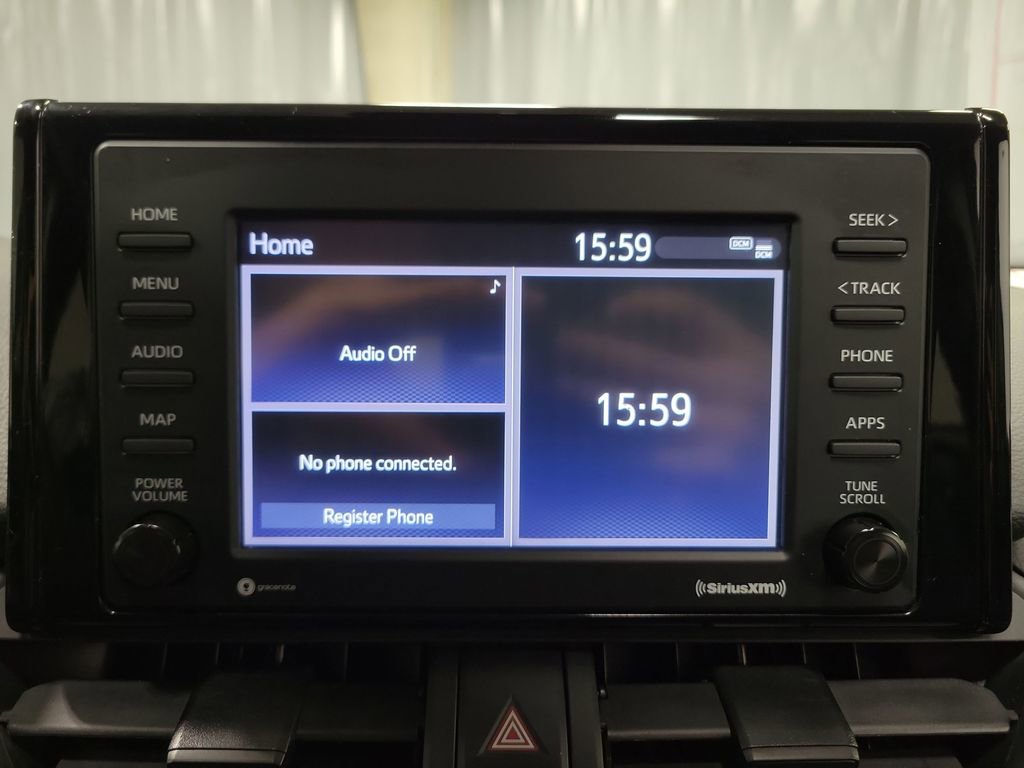 HOME
MENU
AUDIO
MAP
POWER
VOLUME
Home
15:59
DCM
DCM
Audio Off
No phone connected.
Register Phone
15:59
SEEK >
< TRACK
PHONE
APPS
TUNE
SCROLL
gracenote
SiriusXM